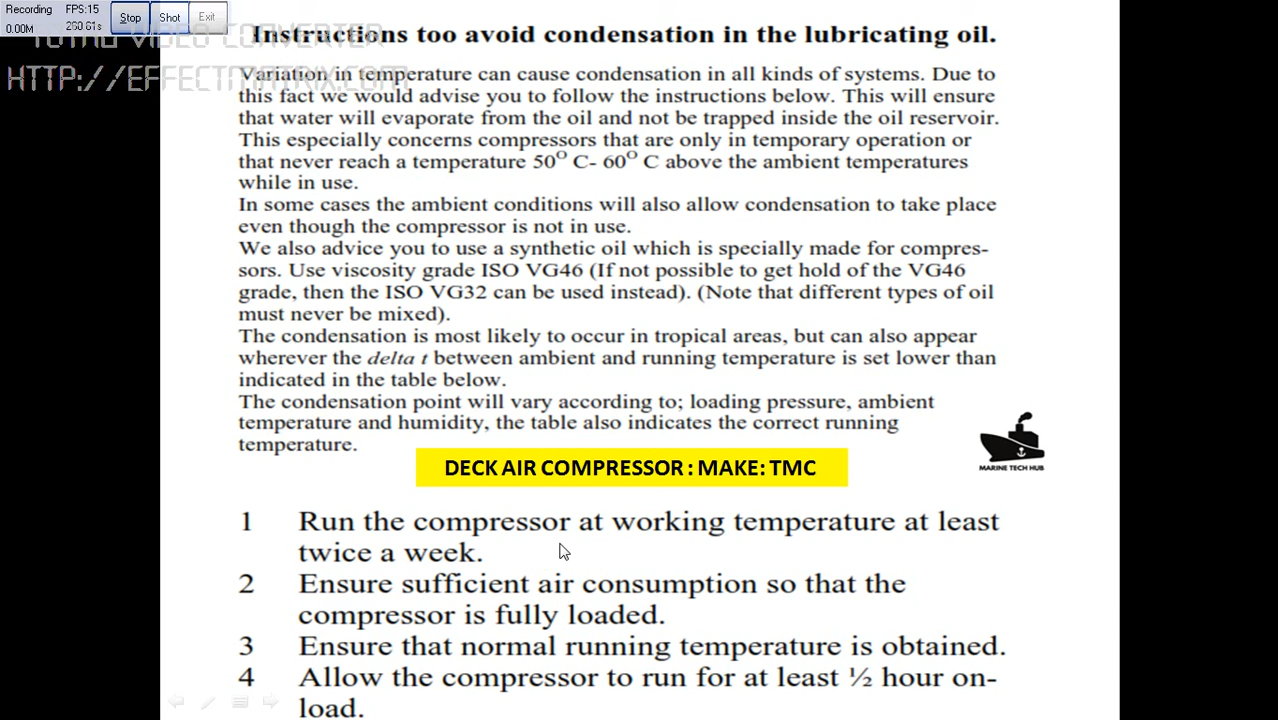 Recording FPS:15
0.00M 260.61s
Stop Shot Exit
TOTAL VIDEO CONVERTER
HTTP://EFFECTMATRIX.COM
Instructions too avoid condensation in the lubricating oil.
Variation in temperature can cause condensation in all kinds of systems. Due to
this fact we would advise you to follow the instructions below. This will ensure
that water will evaporate from the oil and not be trapped inside the oil reservoir.
This especially concerns compressors that are only in temporary operation or
that never reach a temperature 50⁰ C- 60⁰ C above the ambient temperatures
while in use.
In some cases the ambient conditions will also allow condensation to take place
even though the compressor is not in use.
We also advice you to use a synthetic oil which is specially made for compres-
sors. Use viscosity grade ISO VG46 (If not possible to get hold of the VG46
grade, then the ISO VG32 can be used instead). (Note that different types of oil
must never be mixed).
The condensation is most likely to occur in tropical areas, but can also appear
wherever the delta t between ambient and running temperature is set lower than
indicated in the table below.
The condensation point will vary according to; loading pressure, ambient
temperature and humidity, the table also indicates the correct running
temperature.
MARINE TECH HUB
DECK AIR COMPRESSOR : MAKE: TMC
1 Run the compressor at working temperature at least
twice a week.
2 Ensure sufficient air consumption so that the
compressor is fully loaded.
3 Ensure that normal running temperature is obtained.
4 Allow the compressor to run for at least ½ hour on-
load.